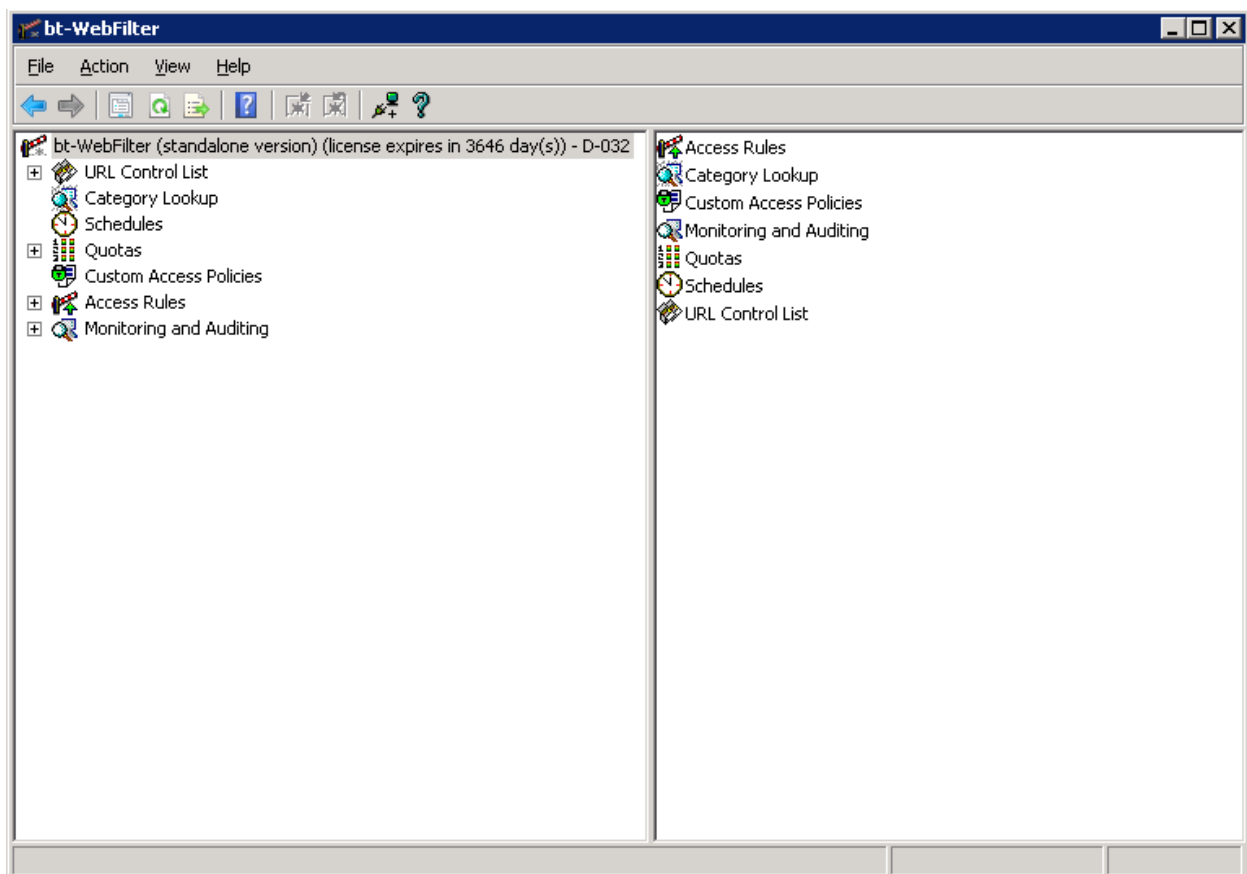 bt-WebFilter
File Action View Help
bt-WebFilter (standalone version) (license expires in 3646 day(s)) - D-032
URL Control List
Category Lookup
Schedules
Quotas
Custom Access Policies
Access Rules
Monitoring and Auditing
Access Rules
Category Lookup
Custom Access Policies
Monitoring and Auditing
Quotas
Schedules
URL Control List